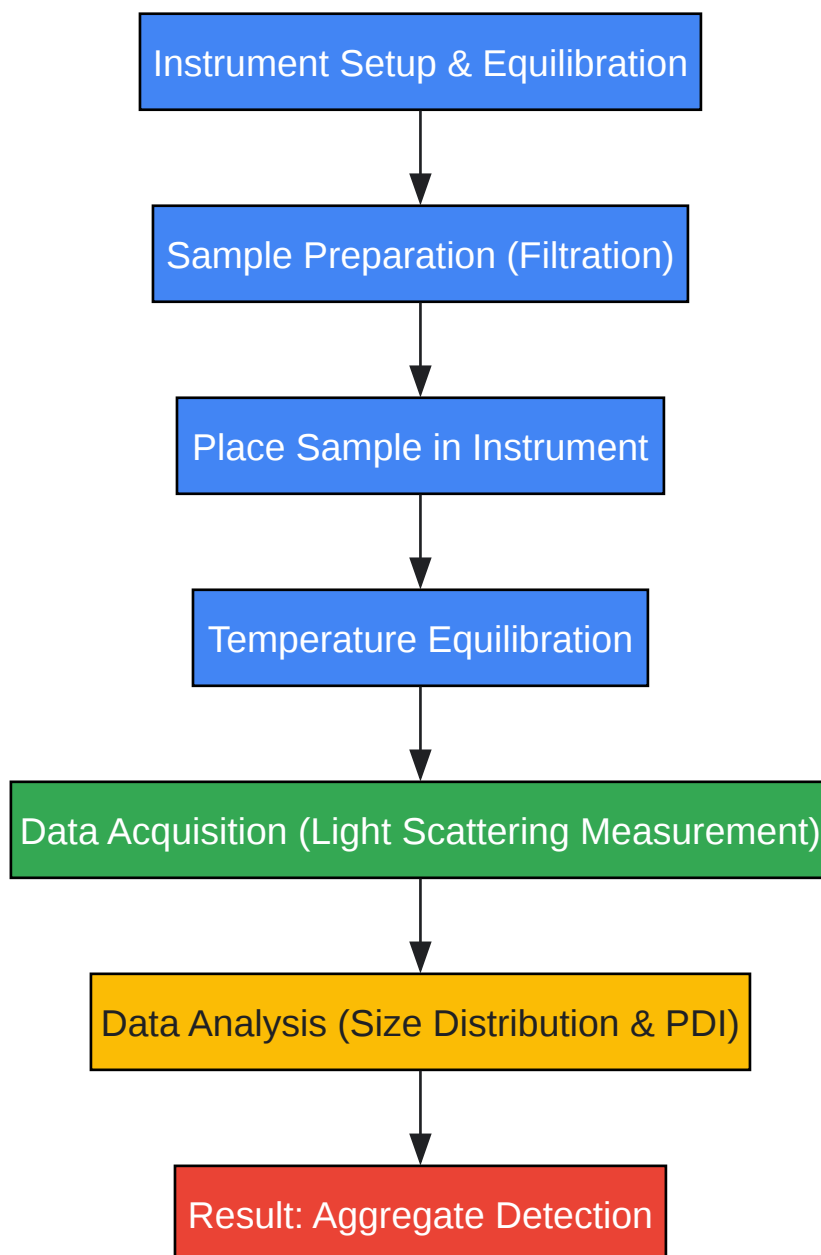 Instrument Setup & Equilibration
Sample Preparation (Filtration)
Place Sample in Instrument
Temperature Equilibration
Data Acquisition (Light Scattering Measurement)
Data Analysis (Size Distribution & PDI)
Result: Aggregate Detection